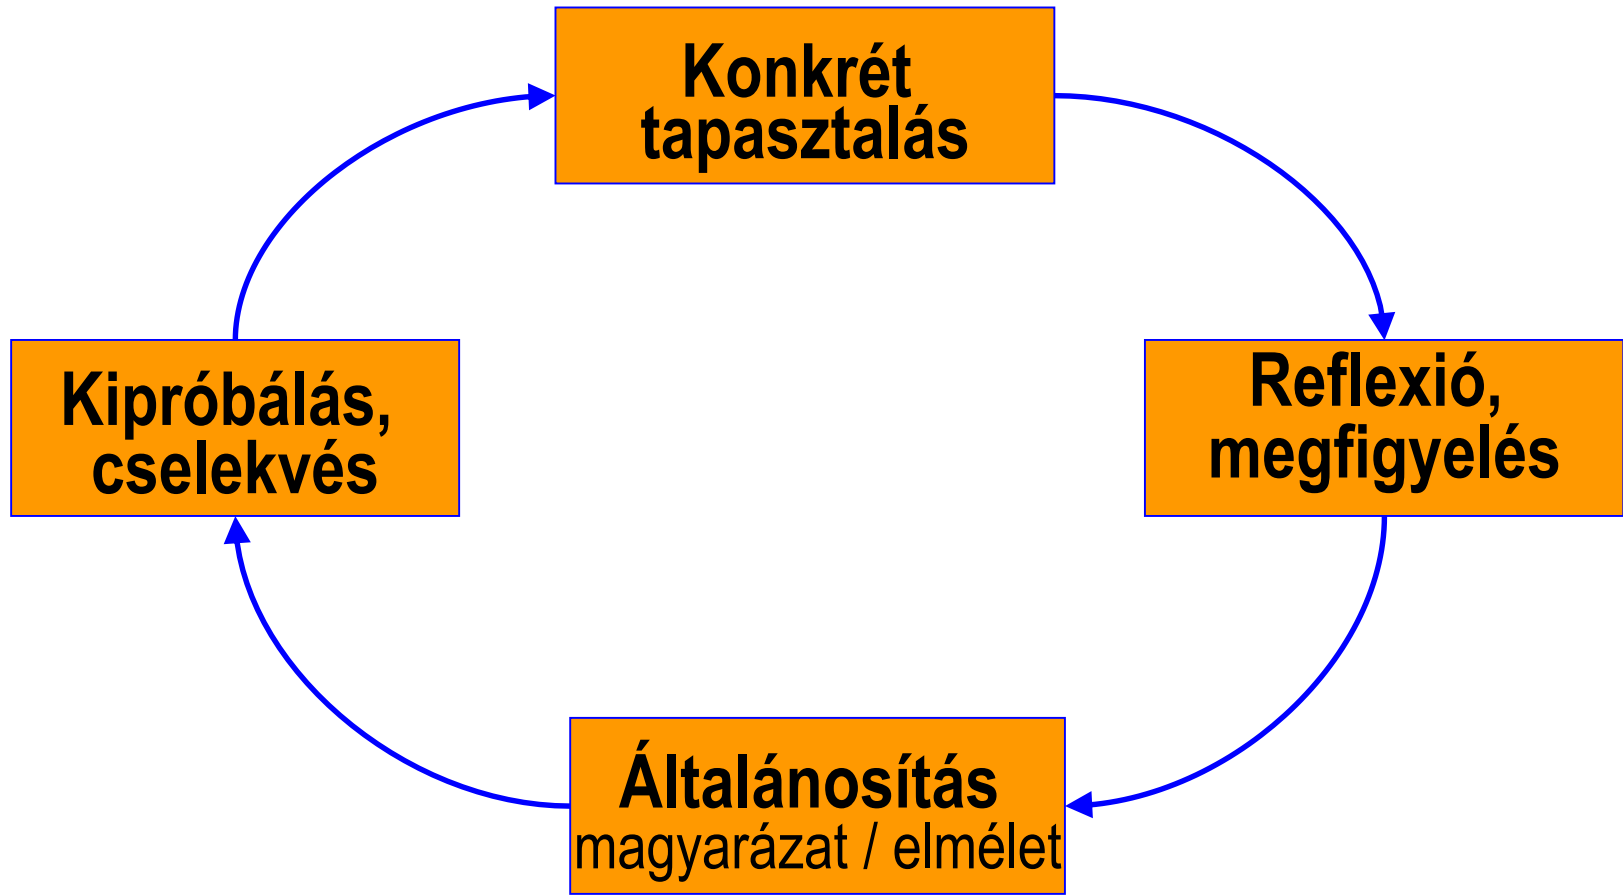 Konkrét
tapasztalás
Reflexió,
megfigyelés
Általánosítás
magyarázat / elmélet
Kipróbálás,
cselekvés